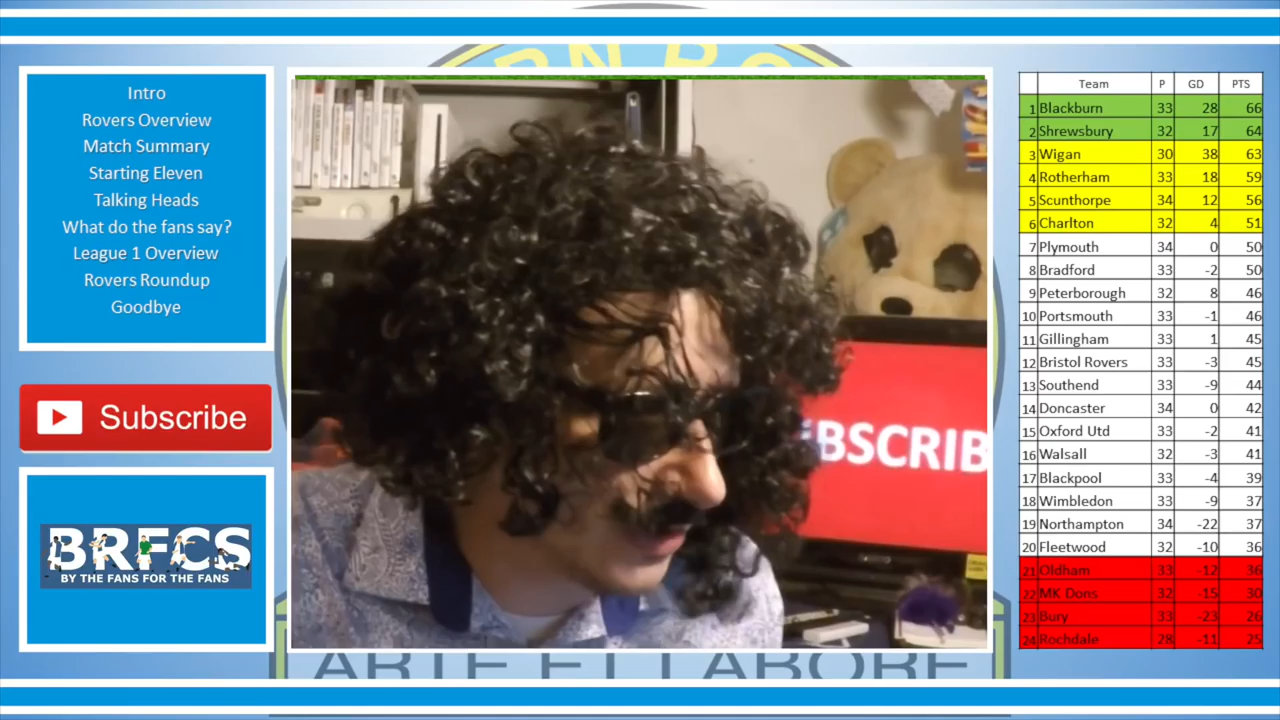 Intro
Rovers Overview
Match Summary
Starting Eleven
Talking Heads
What do the fans say?
League 1 Overview
Rovers Roundup
Goodbye
Subscribe
BRFCS
BY THE FANS FOR THE FANS
RN RO
BSCRIB
ARTE ET LABORE
Team P GD PTS
1 Blackburn 33 28 66
2 Shrewsbury 32 17 64
3 Wigan 30 38 63
4 Rotherham 33 18 59
5 Scunthorpe 34 12 56
6 Charlton 32 4 51
7 Plymouth 34 0 50
8 Bradford 33 -2 50
9 Peterborough 32 8 46
10 Portsmouth 33 -1 46
11 Gillingham 33 1 45
12 Bristol Rovers 33 -3 45
13 Southend 33 -9 44
14 Doncaster 34 0 42
15 Oxford Utd 33 -2 41
16 Walsall 32 -3 41
17 Blackpool 33 -4 39
18 Wimbledon 33 -9 37
19 Northampton 34 -22 37
20 Fleetwood 32 -10 36
21 Oldham 33 -12 36
22 MK Dons 32 -15 30
23 Bury 33 -23 26
24 Rochdale 28 -11 25